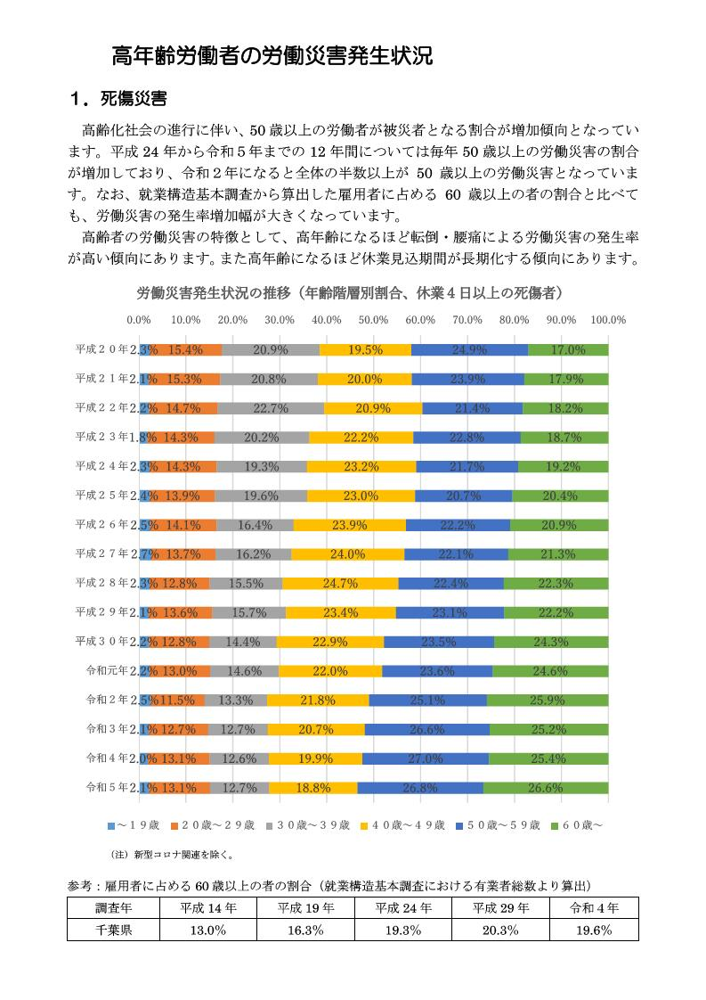 高年齢労働者の労働災害発生状況
１．死傷災害
高齢化社会の進行に伴い、50 歳以上の労働者が被災者となる割合が増加傾向となってい
ます。平成 24 年から令和５年までの 12 年間については毎年 50 歳以上の労働災害の割合
が増加しており、令和２年になると全体の半数以上が 50 歳以上の労働災害となっていま
す。なお、就業構造基本調査から算出した雇用者に占める 60 歳以上の者の割合と比べて
も、労働災害の発生率増加幅が大きくなっています。
高齢者の労働災害の特徴として、高年齢になるほど転倒・腰痛による労働災害の発生率
が高い傾向にあります。また高年齢になるほど休業見込期間が長期化する傾向にあります。
労働災害発生状況の推移（年齢階層別割合、休業４日以上の死傷者）
0.0% 10.0% 20.0% 30.0% 40.0% 50.0% 60.0% 70.0% 80.0% 90.0% 100.0%
平成２０年 2.3% 15.4% 20.9% 19.5% 24.9% 17.0%
平成２１年 2.1% 15.3% 20.8% 20.0% 23.9% 17.9%
平成２２年 2.2% 14.7% 22.7% 20.9% 21.4% 18.2%
平成２３年 1.8% 14.3% 20.2% 22.2% 22.8% 18.7%
平成２４年 2.3% 14.3% 19.3% 23.2% 21.7% 19.2%
平成２５年 2.4% 13.9% 19.6% 23.0% 20.7% 20.4%
平成２６年 2.5% 14.1% 16.4% 23.9% 22.2% 20.9%
平成２７年 2.7% 13.7% 16.2% 24.0% 22.1% 21.3%
平成２８年 2.3% 12.8% 15.5% 24.7% 22.4% 22.3%
平成２９年 2.1% 13.6% 15.7% 23.4% 23.1% 22.2%
平成３０年 2.2% 12.8% 14.4% 22.9% 23.5% 24.3%
令和元年 2.2% 13.0% 14.6% 22.0% 23.6% 24.6%
令和２年 2.5% 11.5% 13.3% 21.8% 25.1% 25.9%
令和３年 2.1% 12.7% 12.7% 20.7% 26.6% 25.2%
令和４年 2.0% 13.1% 12.6% 19.9% 27.0% 25.4%
令和５年 2.1% 13.1% 12.7% 18.8% 26.8% 26.6%
～１９歳 ２０歳～２９歳 ３０歳～３９歳 ４０歳～４９歳 ５０歳～５９歳 ６０歳～
（注）新型コロナ関連を除く。
参考：雇用者に占める 60 歳以上の者の割合（就業構造基本調査における有業者総数より算出）
調査年 平成 14 年 平成 19 年 平成 24 年 平成 29 年 令和 4 年
千葉県 13.0% 16.3% 19.3% 20.3% 19.6%